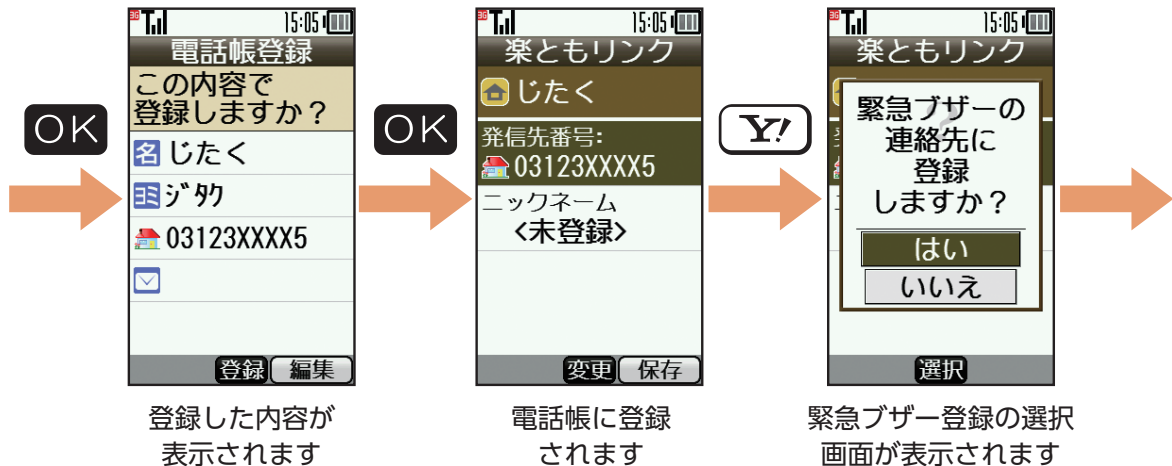 OK
3G 15:05
電話帳登録
この内容で
登録しますか？
名 じたく
ヨミ ｼﾞﾀｸ
03123XXXX5
登録 編集
登録した内容が
表示されます
OK
3G 15:05
楽ともリンク
じたく
発信先番号:
03123XXXX5
ニックネーム
<未登録>
変更 保存
電話帳に登録
されます
Y!
3G 15:05
楽ともリンク
緊急ブザーの
連絡先に
登録
しますか？
はい
いいえ
選択
緊急ブザー登録の選択
画面が表示されます